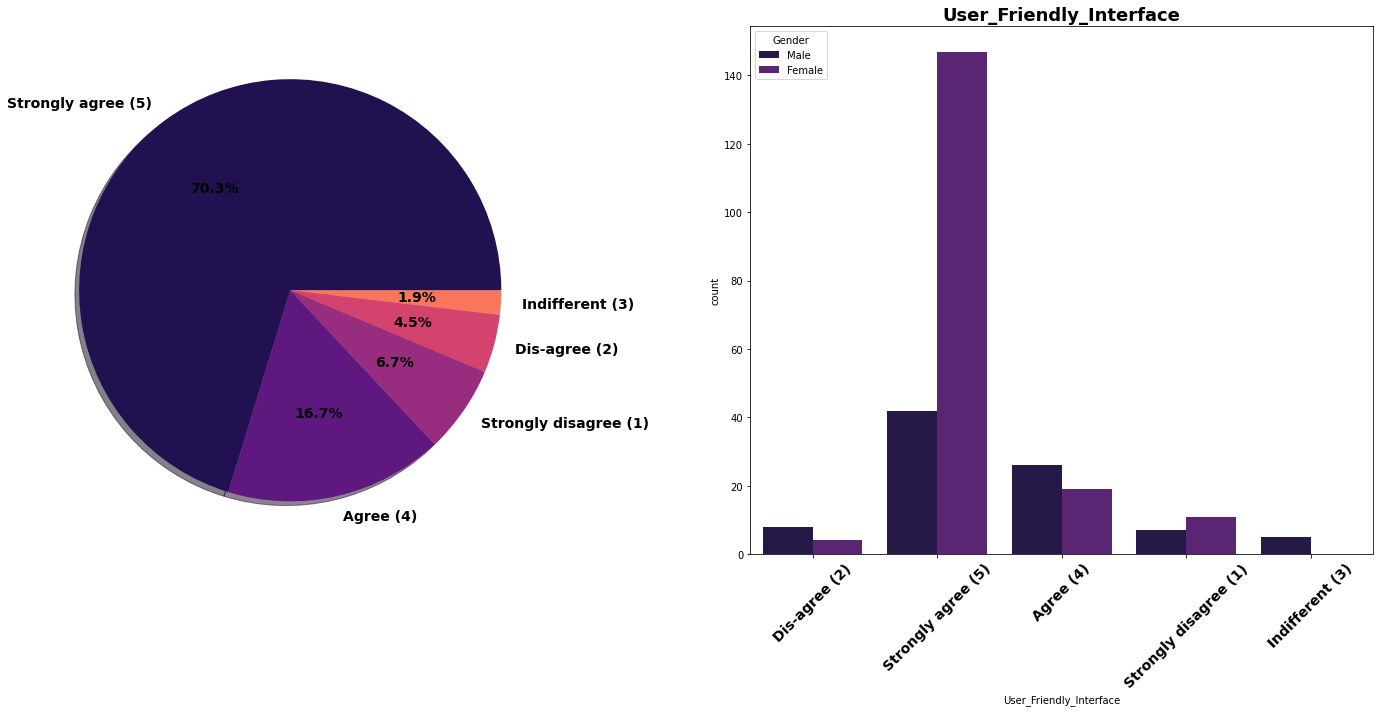 Strongly agree (5)
70.3%
1.9%
Indifferent (3)
4.5%
Dis-agree (2)
6.7%
Strongly disagree (1)
16.7%
Agree (4)
User_Friendly_Interface
Gender
Male
Female
140
120
100
80
60
40
20
0
count
Dis-agree (2)
Strongly agree (5)
Agree (4)
Strongly disagree (1)
Indifferent (3)
User_Friendly_Interface